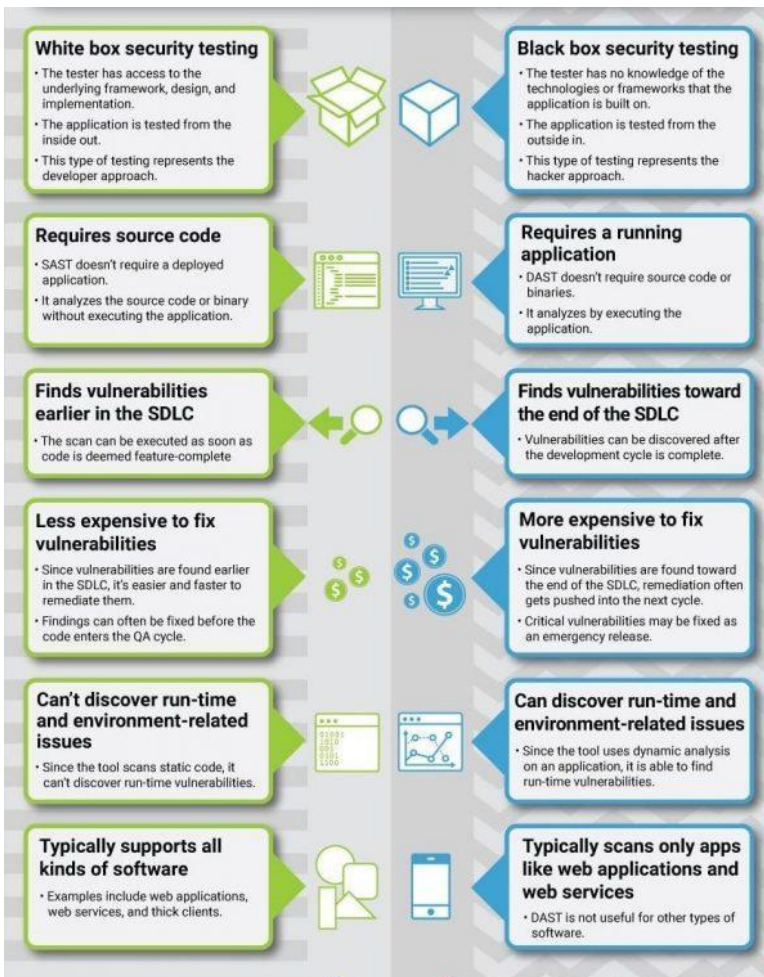 White box security testing
• The tester has access to the
underlying framework, design, and
implementation.
• The application is tested from the
inside out.
• This type of testing represents the
developer approach.
Black box security testing
• The tester has no knowledge of the
technologies or frameworks that the
application is built on.
• The application is tested from the
outside in.
• This type of testing represents the
hacker approach.
Requires source code
• SAST doesn't require a deployed
application.
• It analyzes the source code or binary
without executing the application.
Requires a running
application
• DAST doesn't require source code or
binaries.
• It analyzes by executing the
application.
Finds vulnerabilities
earlier in the SDLC
• The scan can be executed as soon as
code is deemed feature-complete
Finds vulnerabilities toward
the end of the SDLC
• Vulnerabilities can be discovered after
the development cycle is complete.
Less expensive to fix
vulnerabilities
• Since vulnerabilities are found earlier
in the SDLC, it's easier and faster to
remediate them.
• Findings can often be fixed before the
code enters the QA cycle.
$
$
$
$
$
$
$
$
More expensive to fix
vulnerabilities
• Since vulnerabilities are found toward
the end of the SDLC, remediation often
gets pushed into the next cycle.
• Critical vulnerabilities may be fixed as
an emergency release.
Can't discover run-time
and environment-related
issues
• Since the tool scans static code, it
can't discover run-time vulnerabilities.
01001
1010
001
0101
1100
Can discover run-time and
environment-related issues
• Since the tool uses dynamic analysis
on an application, it is able to find
run-time vulnerabilities.
Typically supports all
kinds of software
• Examples include web applications,
web services, and thick clients.
Typically scans only apps
like web applications and
web services
• DAST is not useful for other types of
software.